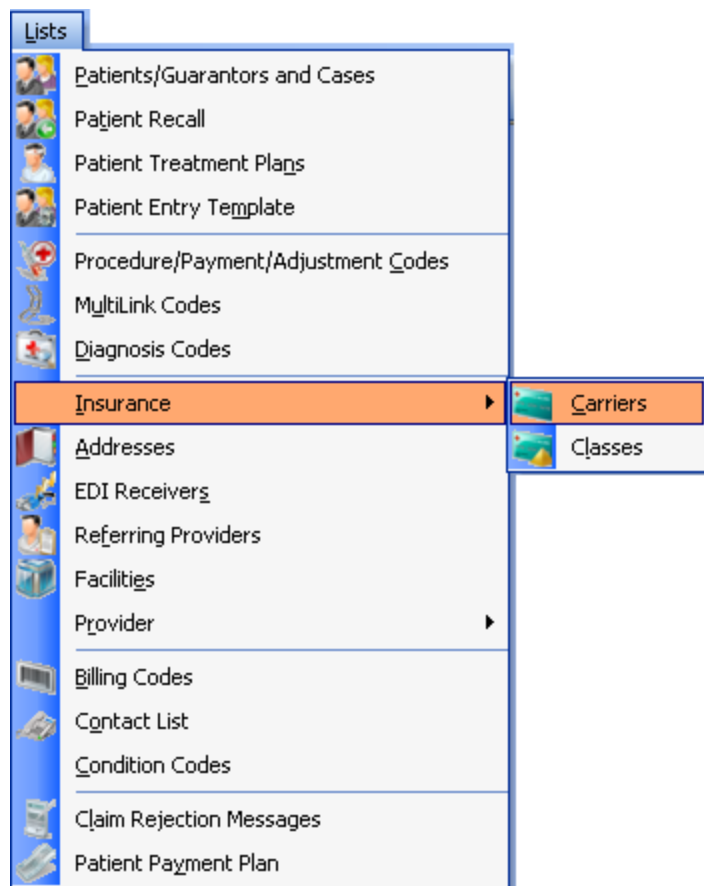 Lists
Patients/Guarantors and Cases
Patient Recall
Patient Treatment Plans
Patient Entry Template
Procedure/Payment/Adjustment Codes
MultiLink Codes
Diagnosis Codes
Insurance
Carriers
Addresses
Classes
EDI Receivers
Referring Providers
Facilities
Provider
Billing Codes
Contact List
Condition Codes
Claim Rejection Messages
Patient Payment Plan